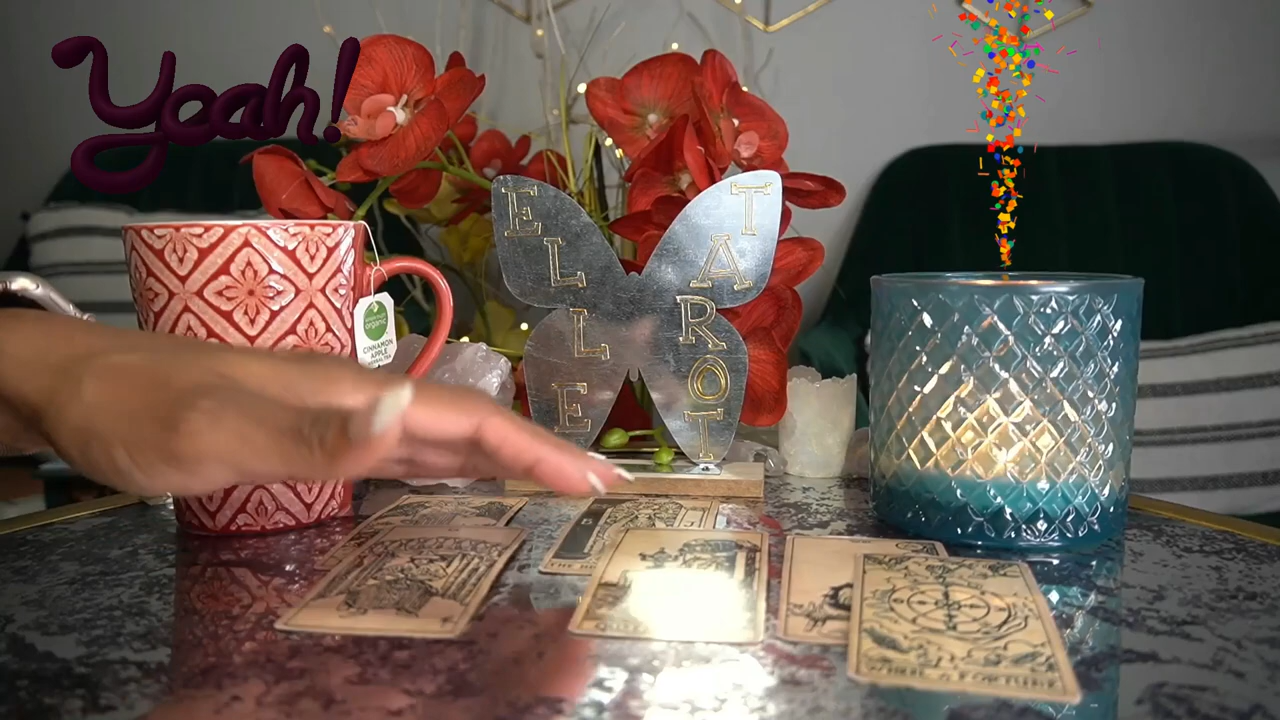 Yeah!
ELLE
TAROT
organic
CINNAMON
APPLE
WHEEL of FORTUNE